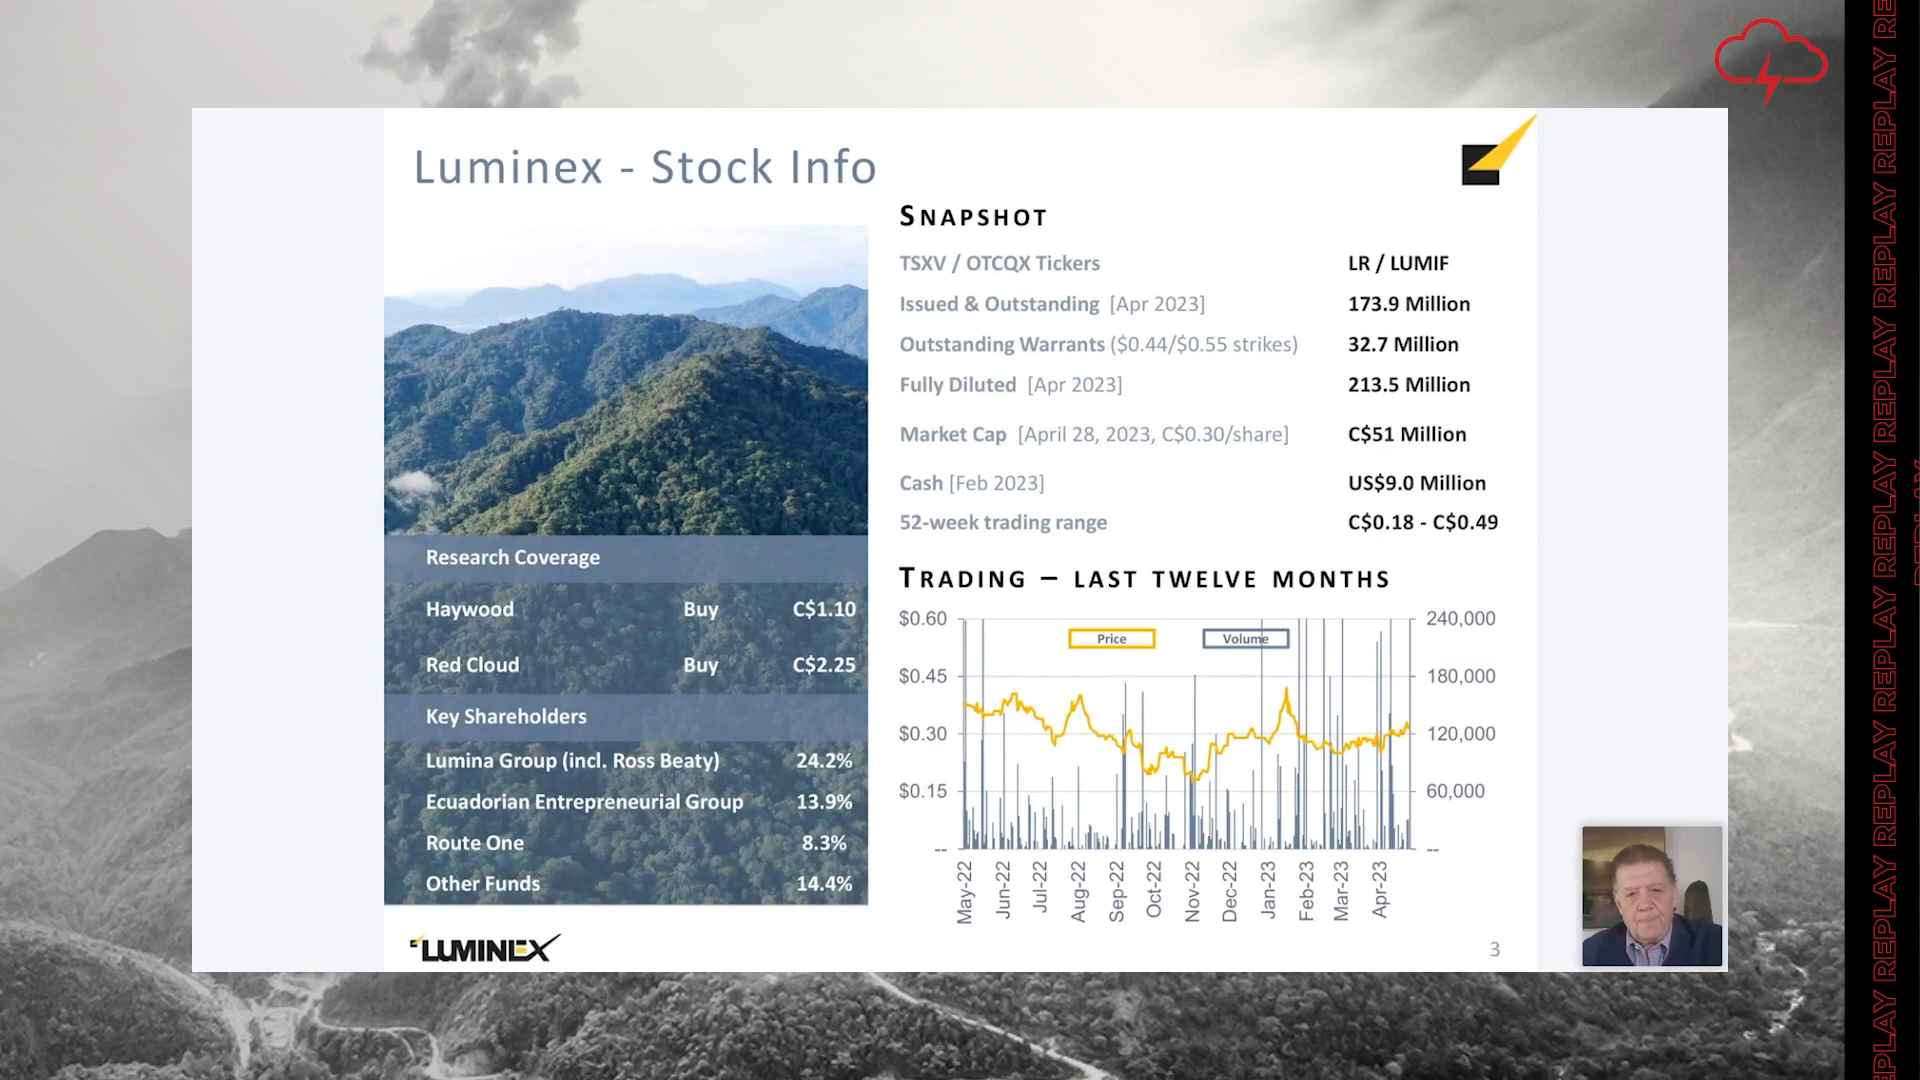 Luminex - Stock Info
SNAPSHOT
TSXV / OTCQX Tickers LR / LUMIF
Issued & Outstanding [Apr 2023] 173.9 Million
Outstanding Warrants ($0.44/$0.55 strikes) 32.7 Million
Fully Diluted [Apr 2023] 213.5 Million
Market Cap [April 28, 2023, C$0.30/share] C$51 Million
Cash [Feb 2023] US$9.0 Million
52-week trading range C$0.18 - C$0.49
Research Coverage
Haywood Buy C$1.10
Red Cloud Buy C$2.25
Key Shareholders
Lumina Group (incl. Ross Beaty) 24.2%
Ecuadorian Entrepreneurial Group 13.9%
Route One 8.3%
Other Funds 14.4%
TRADING – LAST TWELVE MONTHS
Price Volume
$0.60 240,000
$0.45 180,000
$0.30 120,000
$0.15 60,000
-- --
May-22 Jun-22 Jul-22 Aug-22 Sep-22 Oct-22 Nov-22 Dec-22 Jan-23 Feb-23 Mar-23 Apr-23
LUMINEX
3
REPLAY REPLAY REPLAY REPLAY REPLAY REPLAY REPLAY REPLAY REPLAY REPLAY RE
REPLAY